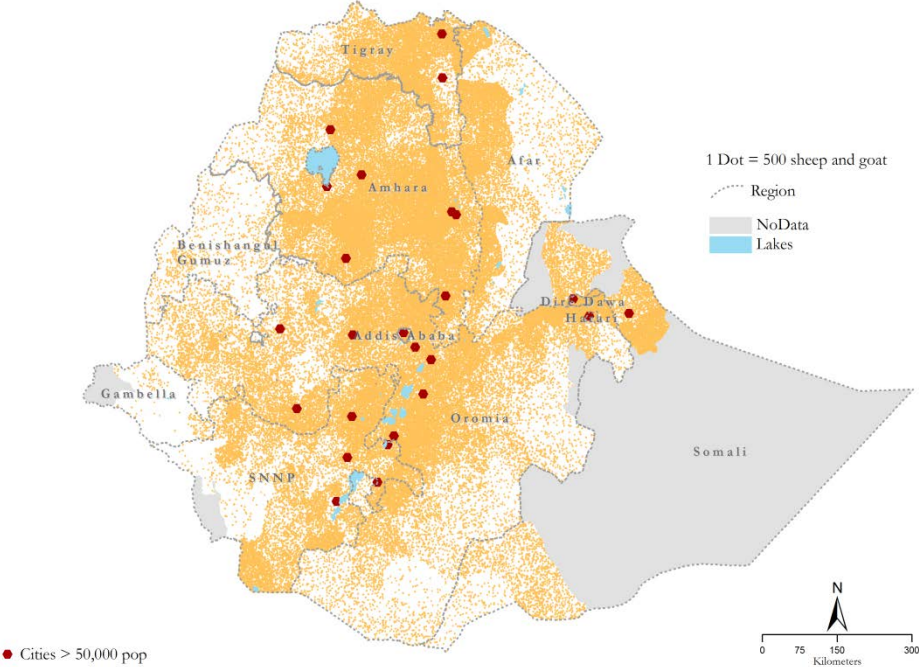 Tigray
Afar
1 Dot = 500 sheep and goat
Amhara
Region
NoData
Lakes
Benishangul
Gumuz
Dire Dawa
Harari
Addis Ababa
Gambella
Oromia
Somali
SNNP
N
0 75 150 300
Kilometers
Cities > 50,000 pop